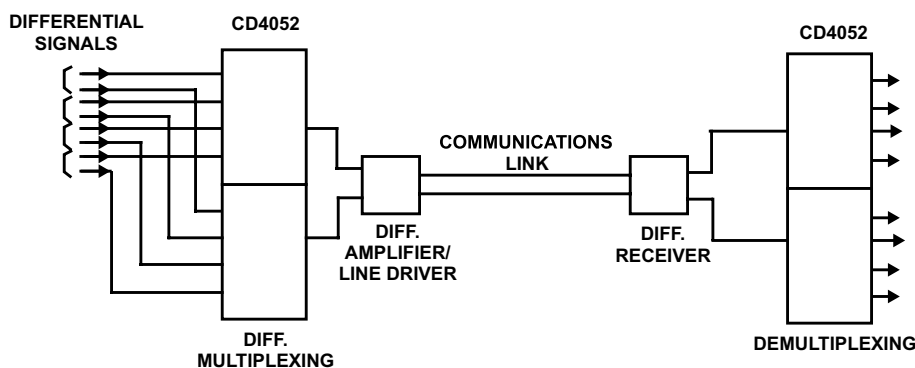 DIFFERENTIAL
SIGNALS
CD4052
CD4052
COMMUNICATIONS
LINK
DIFF.
AMPLIFIER/
LINE DRIVER
DIFF.
RECEIVER
DIFF.
MULTIPLEXING
DEMULTIPLEXING